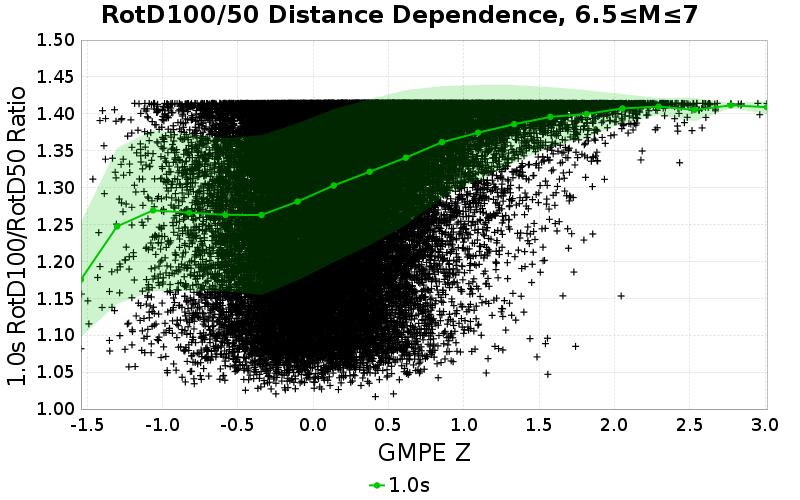 RotD100/50 Distance Dependence, 6.5≤M≤7
1.0s RotD100/RotD50 Ratio
1.50
1.45
1.40
1.35
1.30
1.25
1.20
1.15
1.10
1.05
1.00
-1.5 -1.0 -0.5 0.0 0.5 1.0 1.5 2.0 2.5 3.0
GMPE Z
1.0s